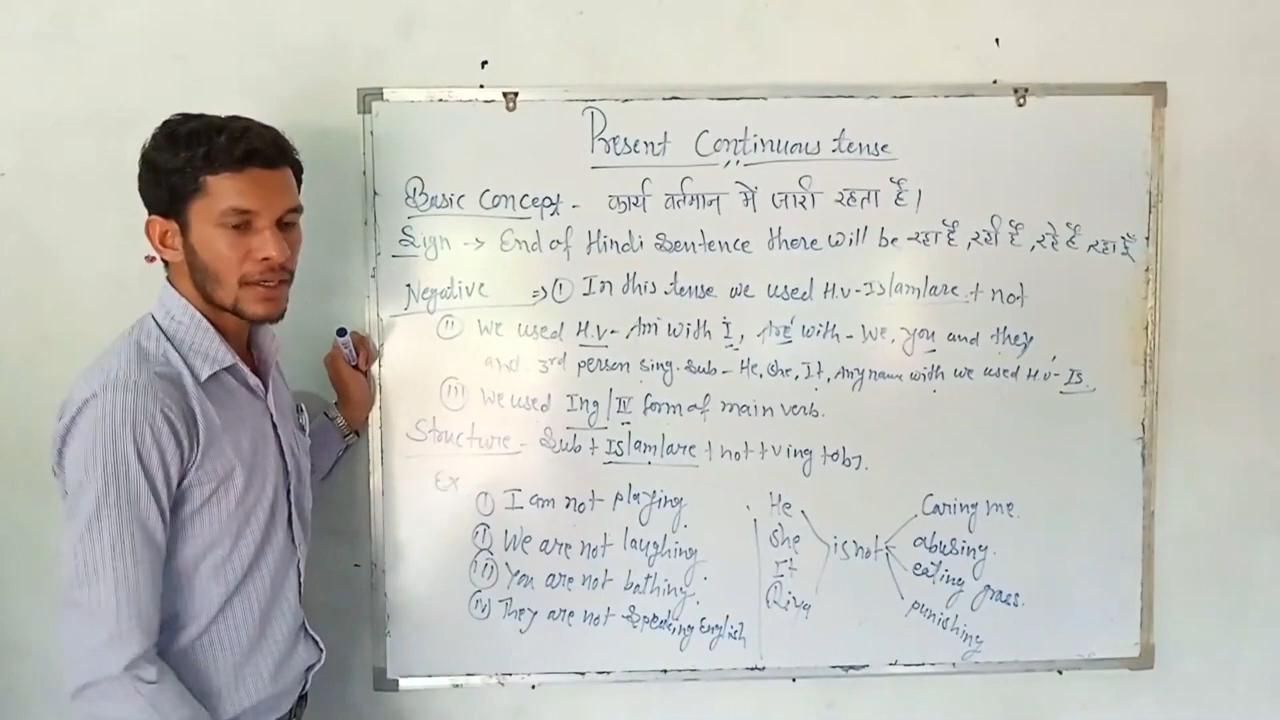 Present Continuous tense
Basic Concept - कार्य वर्तमान में जारी रहता है।
Sign → End of Hindi Sentence there will be रहा है, रही है, रहे हैं, रहा हूँ
Negative ⇒ (I) In this tense we used H.V - Is/am/are + not
(II) We used H.V - Am with I, Are with - We, you and they
and 3rd person sing. Sub - He, She, It, Any name with we used H.V - Is.
(III) We used Ing/IV form of main verb.
Structure - Sub + Is/am/are + not + ving + obj.
Ex
(I) I am not playing
(II) We are not laughing.
(III) You are not bathing.
(IV) They are not Speaking English
He
She
It
Riya
is not
Caring me.
abusing.
eating grass.
punishing